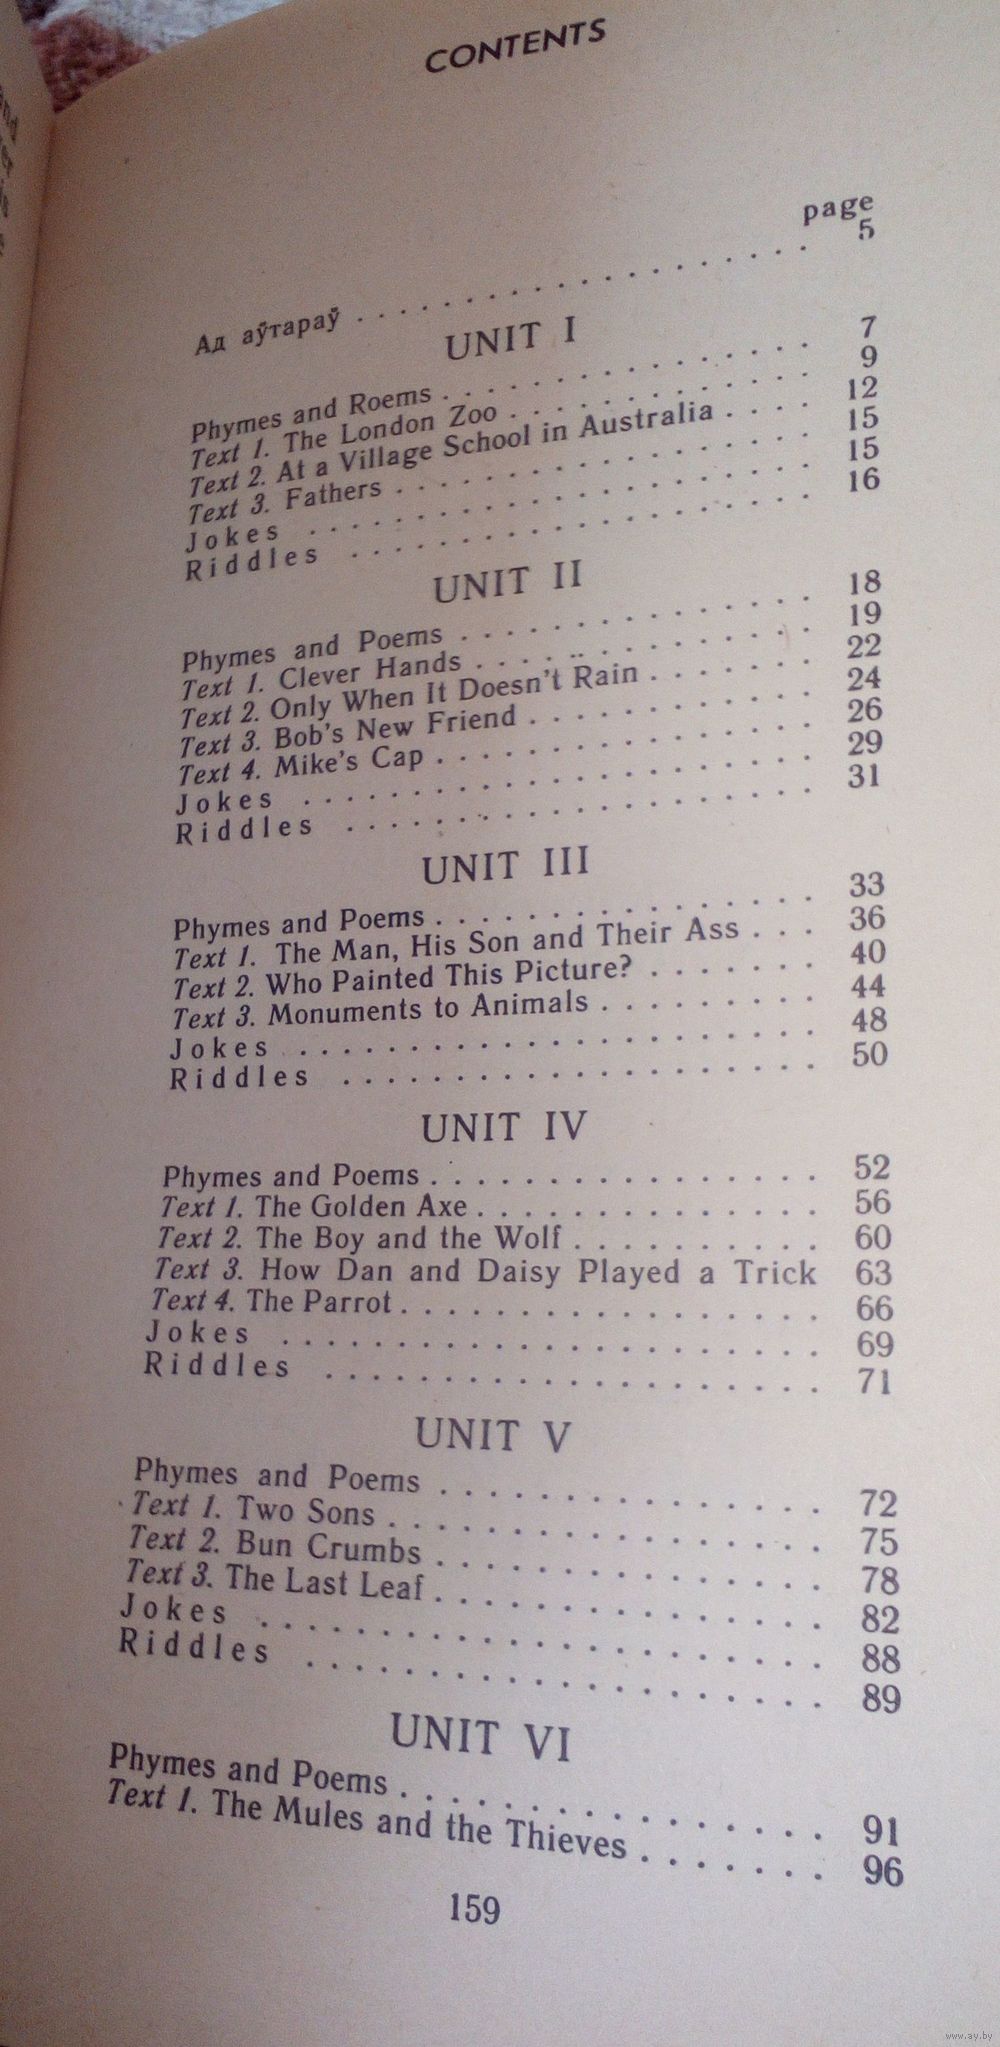 CONTENTS
page
Ад аўтараў . . . . . . . . . . . . . . . . . . . 5
UNIT I
Phymes and Roems . . . . . . . . . . . . . . 7
Text 1. The London Zoo . . . . . . . . . . . 9
Text 2. At a Village School in Australia . . . . 12
Text 3. Fathers . . . . . . . . . . . . . . . 15
Jokes . . . . . . . . . . . . . . . . . . 15
Riddles . . . . . . . . . . . . . . . . . 16
UNIT II
Phymes and Poems . . . . . . . . . . . . . 18
Text 1. Clever Hands . . . . . . . . . . . . 19
Text 2. Only When It Doesn't Rain . . . . . . 22
Text 3. Bob's New Friend . . . . . . . . . . 24
Text 4. Mike's Cap . . . . . . . . . . . . . 26
Jokes . . . . . . . . . . . . . . . . . . 29
Riddles . . . . . . . . . . . . . . . . . 31
UNIT III
Phymes and Poems . . . . . . . . . . . . . 33
Text 1. The Man, His Son and Their Ass . . . 36
Text 2. Who Painted This Picture? . . . . . . 40
Text 3. Monuments to Animals . . . . . . . . 44
Jokes . . . . . . . . . . . . . . . . . . 48
Riddles . . . . . . . . . . . . . . . . . 50
UNIT IV
Phymes and Poems . . . . . . . . . . . . . 52
Text 1. The Golden Axe . . . . . . . . . . . 56
Text 2. The Boy and the Wolf . . . . . . . . 60
Text 3. How Dan and Daisy Played a Trick 63
Text 4. The Parrot . . . . . . . . . . . . . 66
Jokes . . . . . . . . . . . . . . . . . . 69
Riddles . . . . . . . . . . . . . . . . . 71
UNIT V
Phymes and Poems . . . . . . . . . . . . . 72
Text 1. Two Sons . . . . . . . . . . . . . . 75
Text 2. Bun Crumbs . . . . . . . . . . . . . 78
Text 3. The Last Leaf . . . . . . . . . . . . 82
Jokes . . . . . . . . . . . . . . . . . . 88
Riddles . . . . . . . . . . . . . . . . . 89
UNIT VI
Phymes and Poems . . . . . . . . . . . . . 91
Text 1. The Mules and the Thieves . . . . . . 96
159
www.ay.by